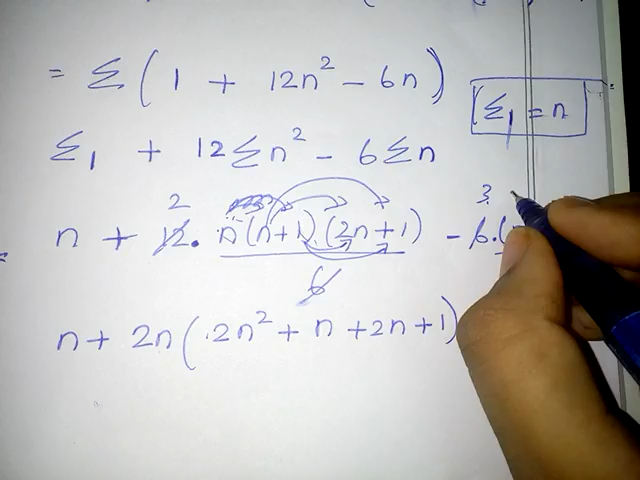 = Σ ( 1 + 12n² − 6n )
Σ1 = n
Σ1 + 12Σn² − 6Σn
2 3
= n + 12. n(n+1).(2n+1) − 6.(
6
n + 2n ( 2n² + n + 2n + 1)